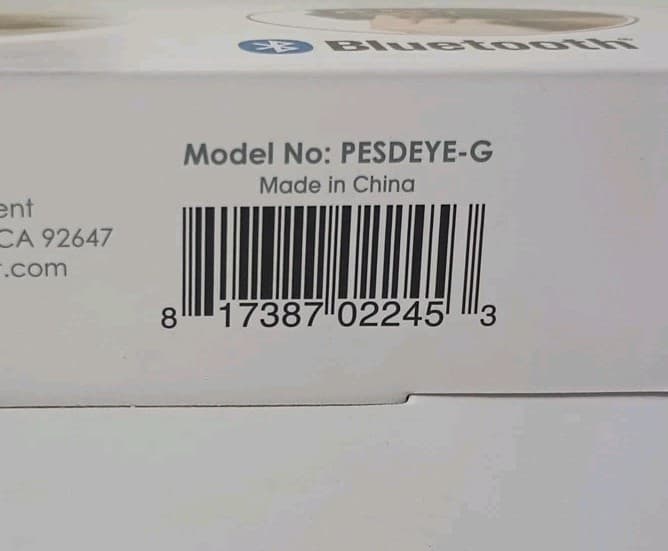 Bluetooth
Model No: PESDEYE-G
Made in China
ent
CA 92647
.com
8 17387 02245 3